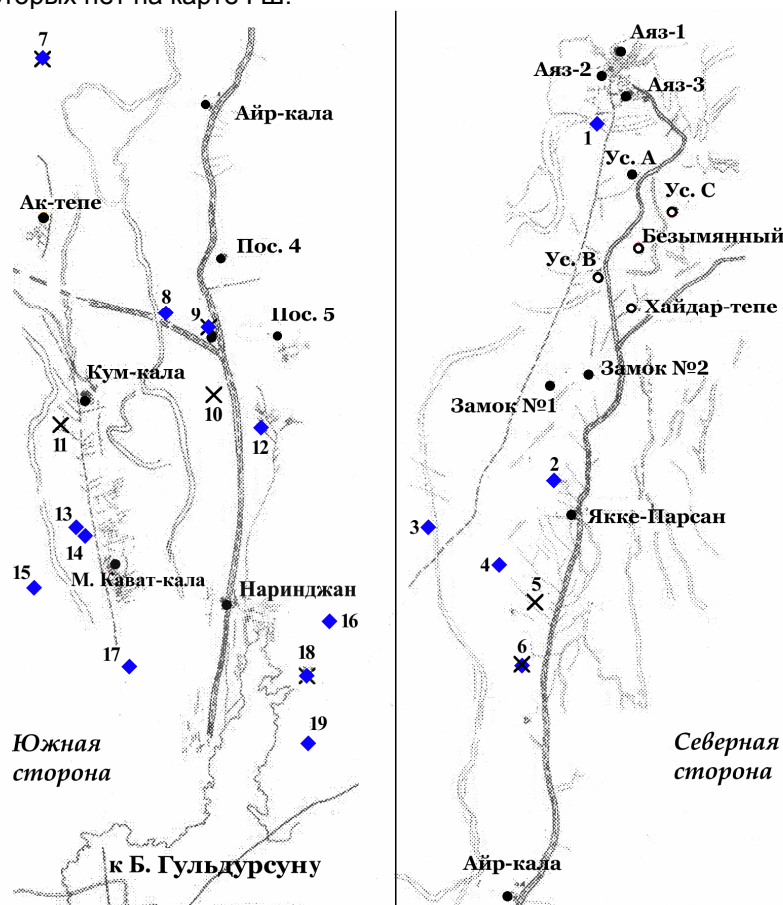 которых нет на карте ГШ.
7
Айр-кала
Ак-тепе
Пос. 4
8
9
Пос. 5
Кум-кала
10
11
12
13
14
15
М. Кават-кала
Наринджан
16
17
18
19
Южная
сторона
к Б. Гульдурсуну
Аяз-1
Аяз-2
Аяз-3
1
Ус. А
Ус. С
Безымянный
Ус. В
Хайдар-тепе
Замок №2
Замок №1
2
Якке-Парсан
3
4
5
6
Северная
сторона
Айр-кала